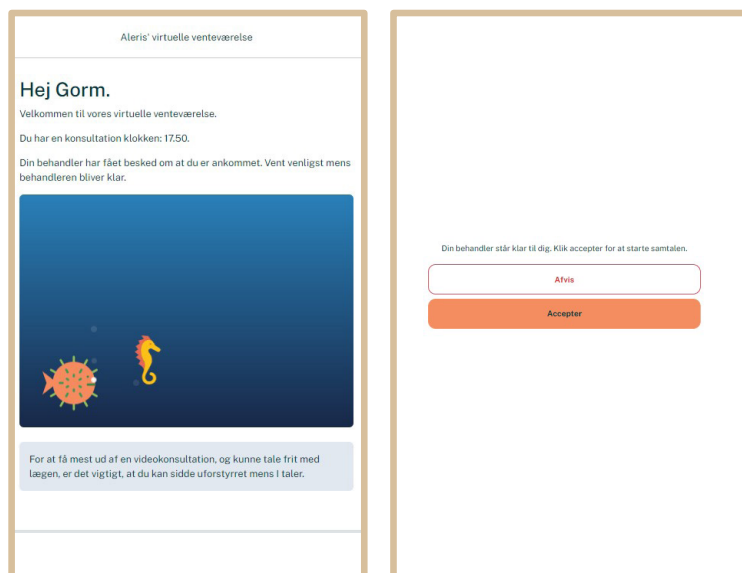 Aleris' virtuelle venteværelse
Hej Gorm.
Velkommen til vores virtuelle venteværelse.
Du har en konsultation klokken: 17.50.
Din behandler har fået besked om at du er ankommet. Vent venligst mens
behandleren bliver klar.
For at få mest ud af en videokonsultation, og kunne tale frit med
lægen, er det vigtigt, at du kan sidde uforstyrret mens I taler.
Din behandler står klar til dig. Klik accepter for at starte samtalen.
Afvis
Accepter